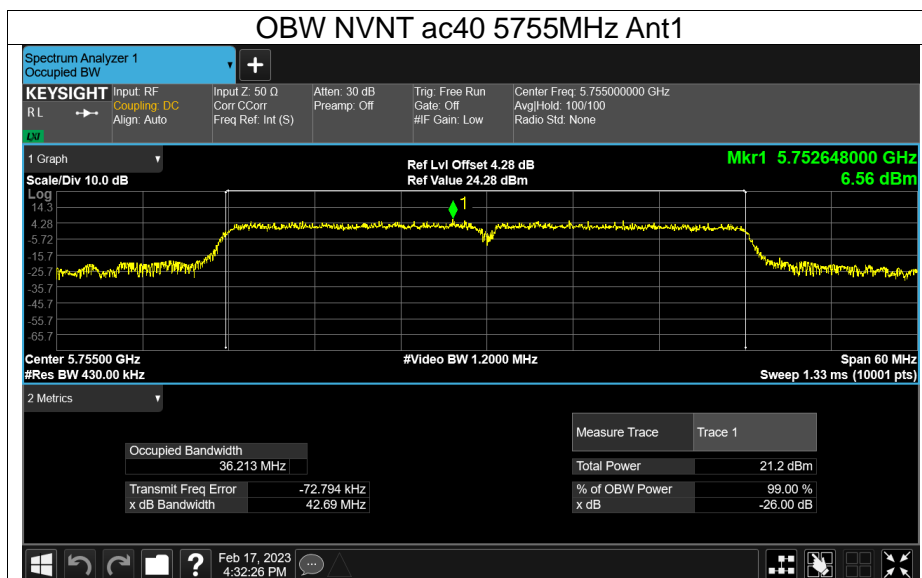 OBW NVNT ac40 5755MHz Ant1
Spectrum Analyzer 1
Occupied BW
KEYSIGHT
R L
LXI
Input: RF
Coupling: DC
Align: Auto
Input Z: 50 Ω
Corr CCorr
Freq Ref: Int (S)
Atten: 30 dB
Preamp: Off
Trig: Free Run
Gate: Off
#IF Gain: Low
Center Freq: 5.755000000 GHz
Avg|Hold: 100/100
Radio Std: None
1 Graph
Scale/Div 10.0 dB
Ref Lvl Offset 4.28 dB
Ref Value 24.28 dBm
Mkr1 5.752648000 GHz
6.56 dBm
Log
14.3
4.28
-5.72
-15.7
-25.7
-35.7
-45.7
-55.7
-65.7
1
Center 5.75500 GHz
#Video BW 1.2000 MHz
Span 60 MHz
#Res BW 430.00 kHz
Sweep 1.33 ms (10001 pts)
2 Metrics
Measure Trace Trace 1
Occupied Bandwidth
36.213 MHz
Total Power 21.2 dBm
Transmit Freq Error -72.794 kHz
% of OBW Power 99.00 %
x dB Bandwidth 42.69 MHz
x dB -26.00 dB
?
Feb 17, 2023
4:32:26 PM